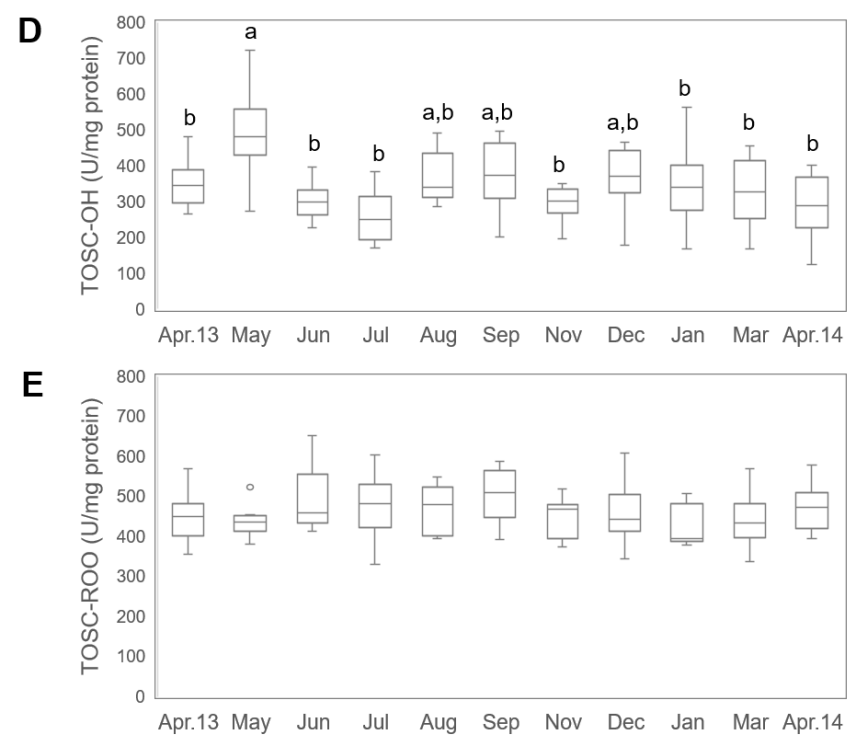 D
TOSC-OH (U/mg protein)
800
700
600
500
400
300
200
100
0
b
a
b
b
a,b
a,b
b
a,b
b
b
b
Apr.13 May Jun Jul Aug Sep Nov Dec Jan Mar Apr.14
E
TOSC-ROO (U/mg protein)
800
700
600
500
400
300
200
100
0
Apr.13 May Jun Jul Aug Sep Nov Dec Jan Mar Apr.14